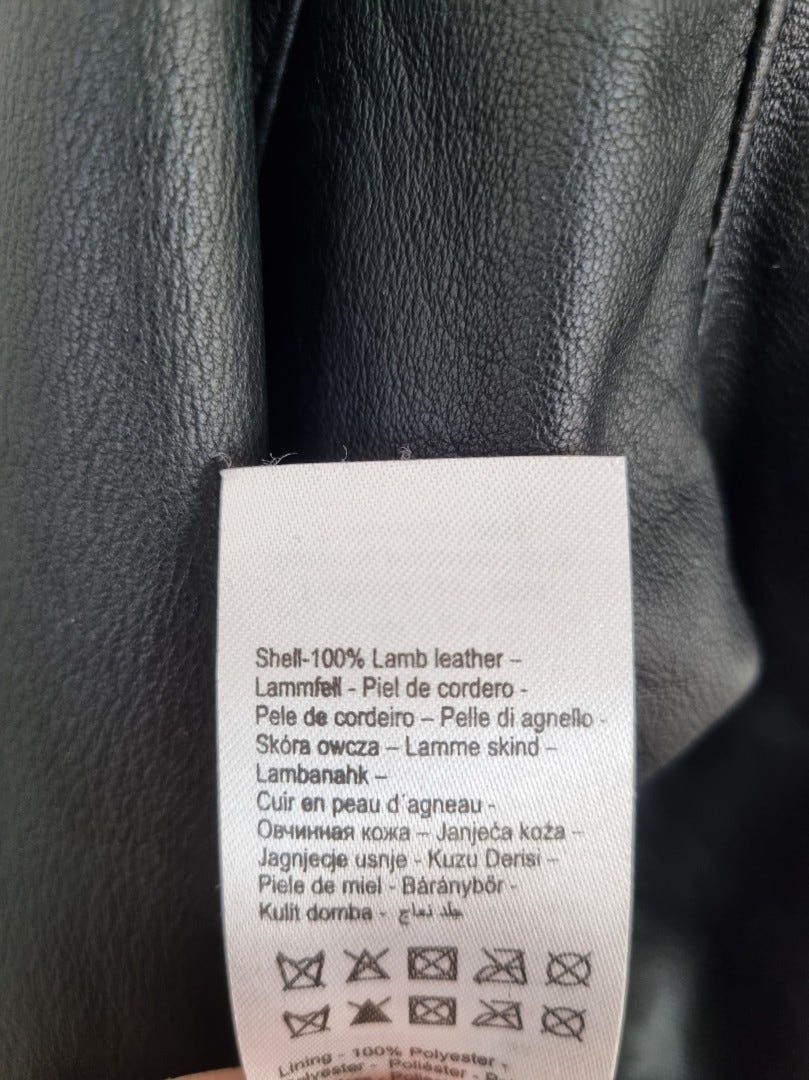 Shell-100% Lamb leather –
Lammfell - Piel de cordero -
Pele de cordeiro – Pelle di agnello -
Skóra owcza – Lamme skind –
Lambanahk –
Cuir en peau d´agneau -
Овчинная кожа – Janjeća koža –
Jagnjecje usnje - Kuzu Derisi –
Piele de miel - Báránybőr -
Kulit domba - جلد نعاج
Lining - 100% Polyester -
Polyester - Poliéster -